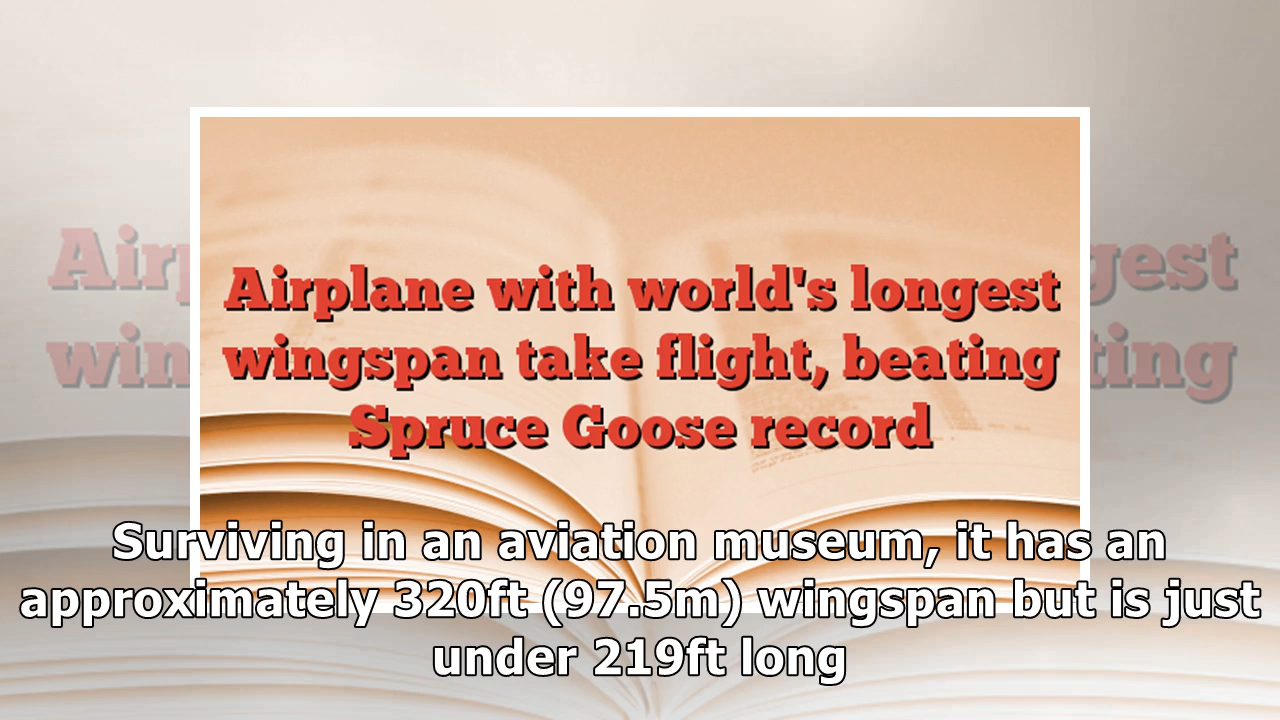 Airplane with world's longest
wingspan take flight, beating
Spruce Goose record
Surviving in an aviation museum, it has an
approximately 320ft (97.5m) wingspan but is just
under 219ft long